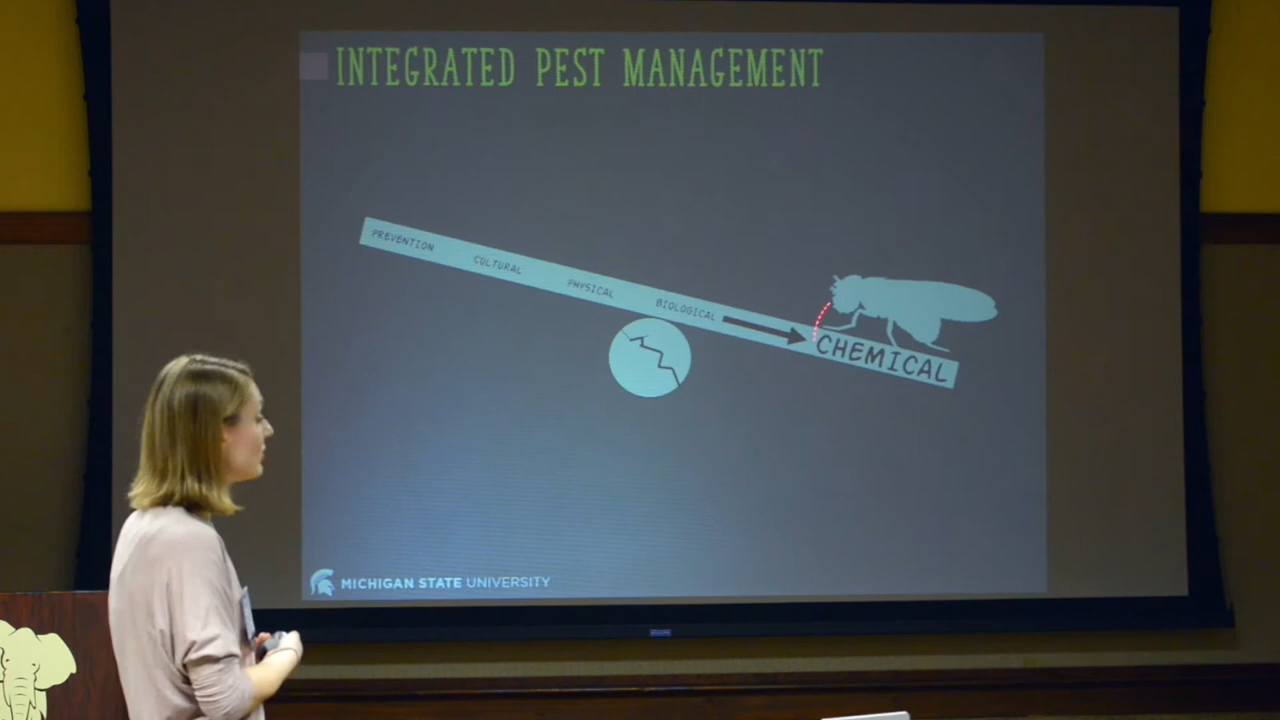 INTEGRATED PEST MANAGEMENT
PREVENTION
CULTURAL
PHYSICAL
BIOLOGICAL
CHEMICAL
MICHIGAN STATE UNIVERSITY